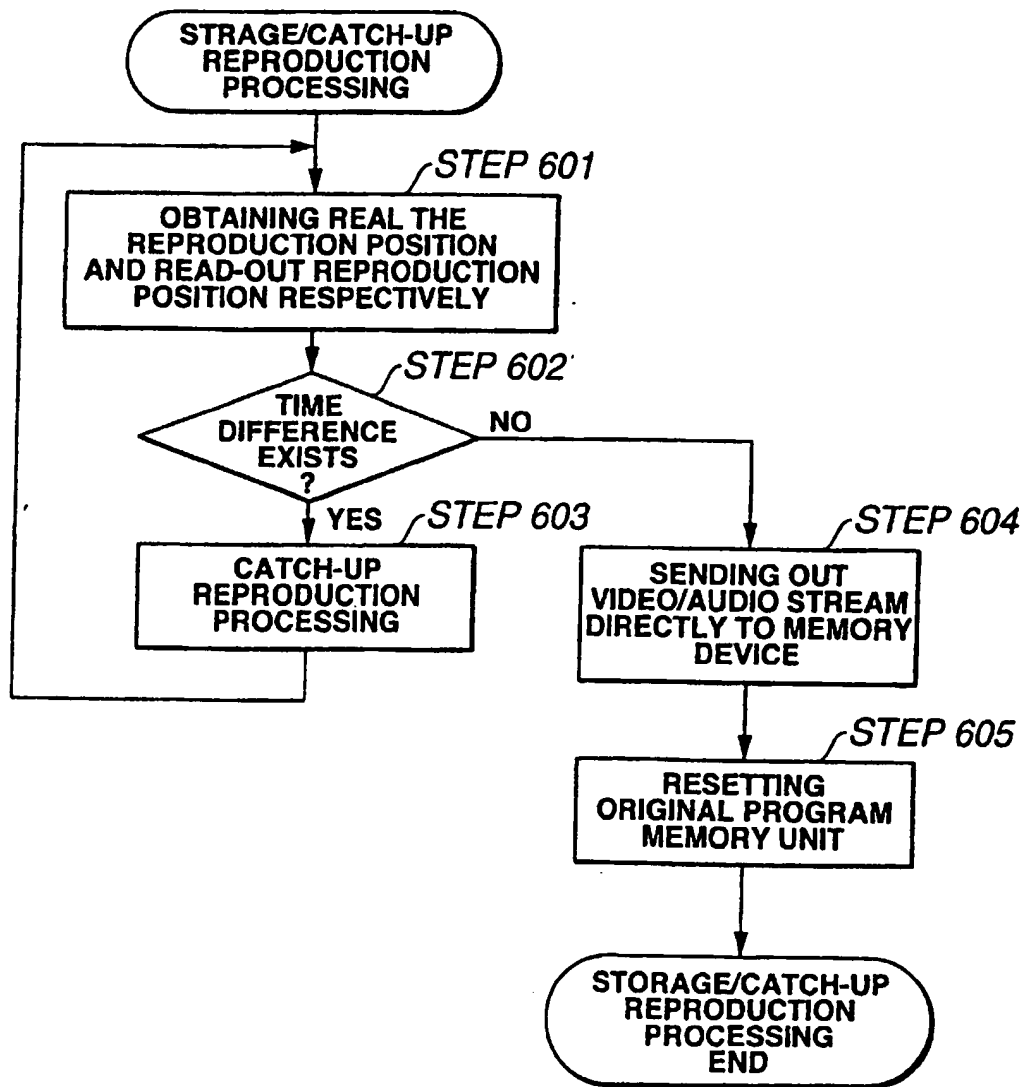 STRAGE/CATCH-UP
REPRODUCTION
PROCESSING
STEP 601
OBTAINING REAL THE
REPRODUCTION POSITION
AND READ-OUT REPRODUCTION
POSITION RESPECTIVELY
STEP 602
TIME
DIFFERENCE
EXISTS
?
NO
YES
STEP 603
CATCH-UP
REPRODUCTION
PROCESSING
STEP 604
SENDING OUT
VIDEO/AUDIO STREAM
DIRECTLY TO MEMORY
DEVICE
STEP 605
RESETTING
ORIGINAL PROGRAM
MEMORY UNIT
STORAGE/CATCH-UP
REPRODUCTION
PROCESSING
END